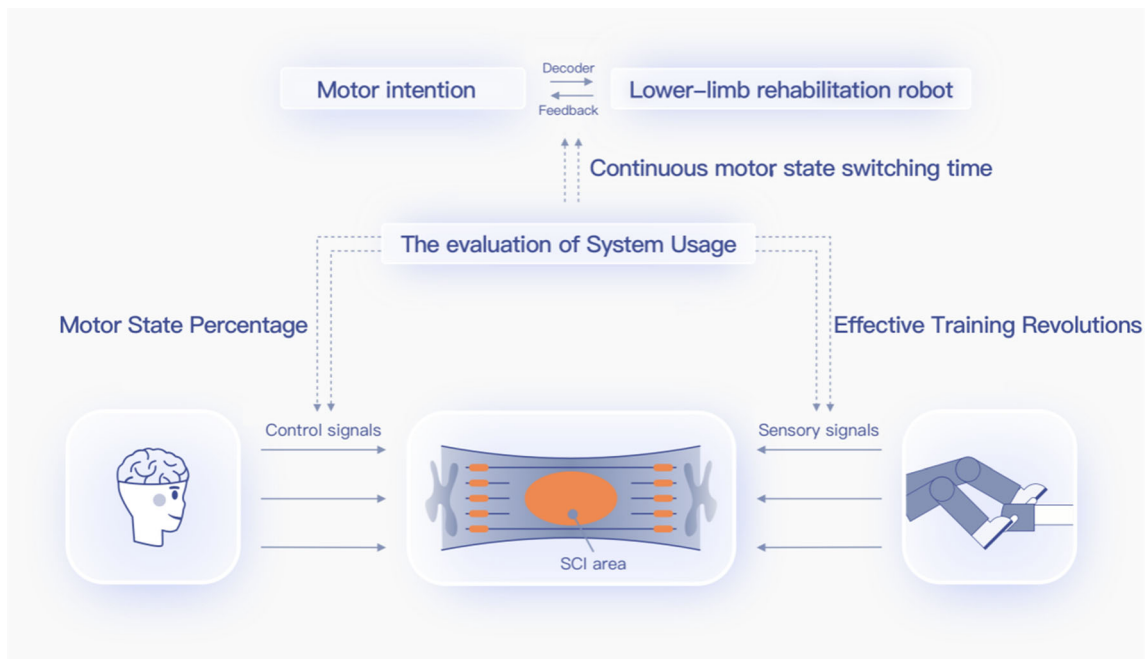 Decoder
Motor intention
Lower-limb rehabilitation robot
Feedback
Continuous motor state switching time
The evaluation of System Usage
Motor State Percentage
Effective Training Revolutions
Control signals
Sensory signals
SCI area